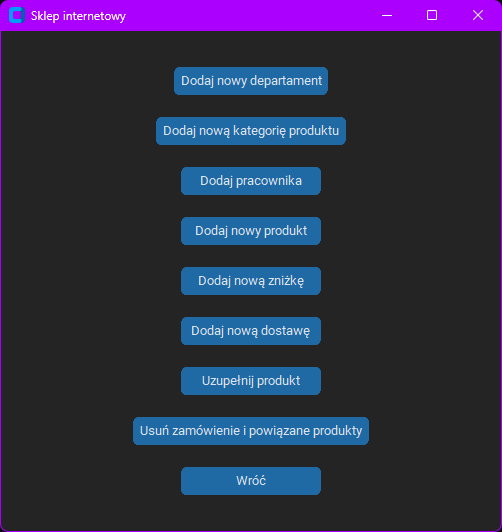 Sklep internetowy
Dodaj nowy departament
Dodaj nową kategorię produktu
Dodaj pracownika
Dodaj nowy produkt
Dodaj nową zniżkę
Dodaj nową dostawę
Uzupełnij produkt
Usuń zamówienie i powiązane produkty
Wróć